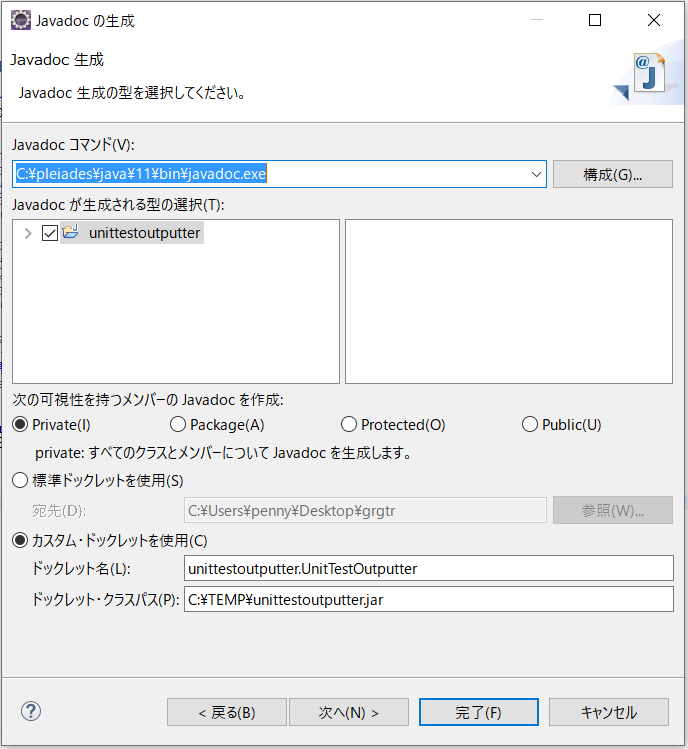 Javadoc の生成
Javadoc 生成
Javadoc 生成の型を選択してください。
Javadoc コマンド(V):
C:¥pleiades¥java¥11¥bin¥javadoc.exe
構成(G)...
Javadoc が生成される型の選択(T):
unittestoutputter
次の可視性を持つメンバーの Javadoc を作成:
Private(I) Package(A) Protected(O) Public(U)
private: すべてのクラスとメンバーについて Javadoc を生成します。
標準ドックレットを使用(S)
宛先(D): C:¥Users¥penny¥Desktop¥grgtr 参照(W)...
カスタム・ドックレットを使用(C)
ドックレット名(L): unittestoutputter.UnitTestOutputter
ドックレット・クラスパス(P): C:¥TEMP¥unittestoutputter.jar
? < 戻る(B) 次へ(N) > 完了(F) キャンセル